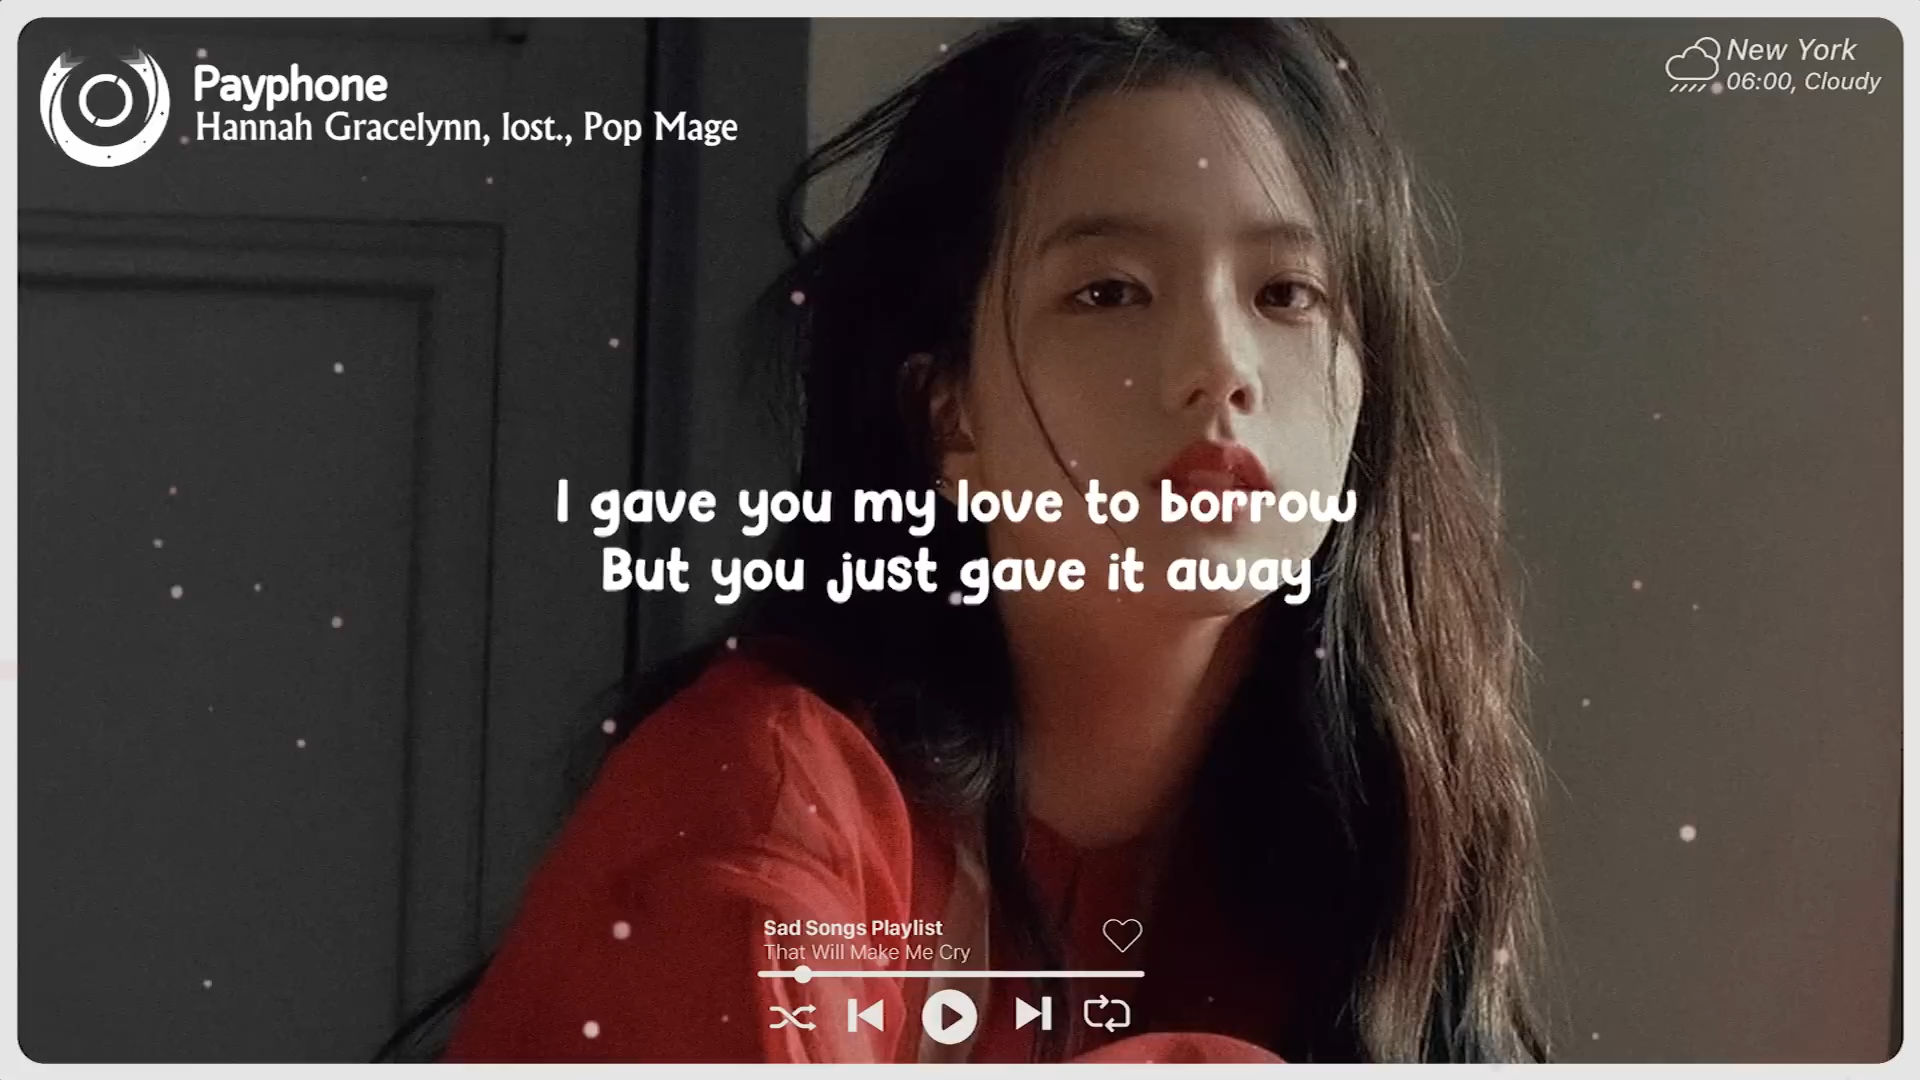 Payphone
Hannah Gracelynn, lost., Pop Mage
New York
06:00, Cloudy
I gave you my love to borrow
But you just gave it away
Sad Songs Playlist
That Will Make Me Cry